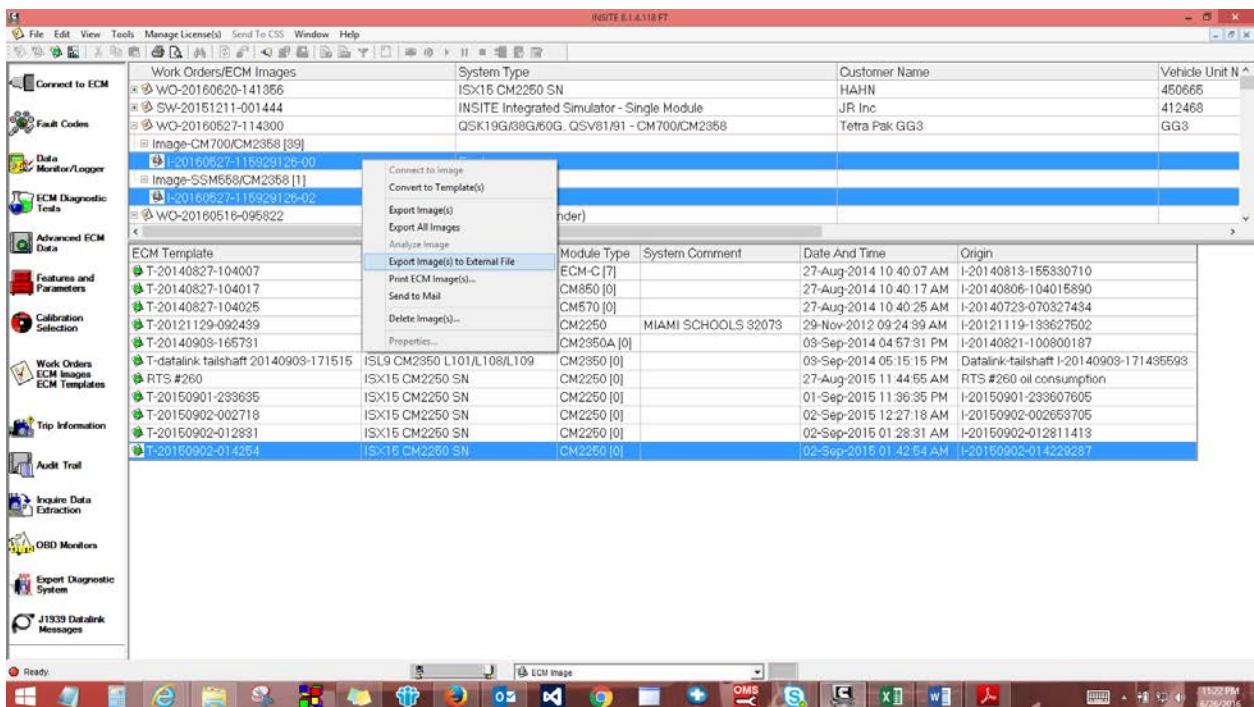 INSITE 8.1.4.118 FT
File Edit View Tools Manage License(s) Send To CSS Window Help
Connect to ECM
Fault Codes
Data Monitor/Logger
ECM Diagnostic Tests
Advanced ECM Data
Features and Parameters
Calibration Selection
Work Orders ECM Images ECM Templates
Trip Information
Audit Trail
Inquire Data Extraction
OBD Monitors
Expert Diagnostic System
J1939 Datalink Messages
Work Orders/ECM Images System Type Customer Name Vehicle Unit N
WO-20160620-141356 ISX15 CM2250 SN HAHN 450665
SW-20151211-001444 INSITE Integrated Simulator - Single Module JR Inc 412468
WO-20160527-114300 QSK19G/38G/60G, QSV81/91 - CM700/CM2358 Tetra Pak GG3 GG3
Image-CM700/CM2358 [39]
I-20160527-115929126-00
Image-SSM558/CM2358 [1]
I-20160527-115929126-02
WO-20160516-095822 nder)
Connect to image
Convert to Template(s)
Export Image(s)
Export All Images
Analyze Image
Export Image(s) to External File
Print ECM Image(s)...
Send to Mail
Delete Image(s)...
Properties...
ECM Template Module Type System Comment Date And Time Origin
T-20140827-104007 ECM-C [7] 27-Aug-2014 10:40:07 AM I-20140813-155330710
T-20140827-104017 CM850 [0] 27-Aug-2014 10:40:17 AM I-20140806-104015890
T-20140827-104025 CM570 [0] 27-Aug-2014 10:40:25 AM I-20140723-070327434
T-20121129-092439 CM2250 MIAMI SCHOOLS 32073 29-Nov-2012 09:24:39 AM I-20121119-133627502
T-20140903-165731 CM2350A [0] 03-Sep-2014 04:57:31 PM I-20140821-100800187
T-datalink tailshaft 20140903-171515 ISL9 CM2350 L101/L108/L109 CM2350 [0] 03-Sep-2014 05:15:15 PM Datalink-tailshaft I-20140903-171435593
RTS #260 ISX15 CM2250 SN CM2250 [0] 27-Aug-2015 11:44:55 AM RTS #260 oil consumption
T-20150901-233635 ISX15 CM2250 SN CM2250 [0] 01-Sep-2015 11:36:35 PM I-20150901-233607605
T-20150902-002718 ISX15 CM2250 SN CM2250 [0] 02-Sep-2015 12:27:18 AM I-20150902-002653705
T-20150902-012831 ISX15 CM2250 SN CM2250 [0] 02-Sep-2015 01:28:31 AM I-20150902-012811413
T-20150902-014254 ISX15 CM2250 SN CM2250 [0] 02-Sep-2015 01:42:54 AM I-20150902-014229287
Ready
ECM Image
OMS
11:22 PM
6/26/2016